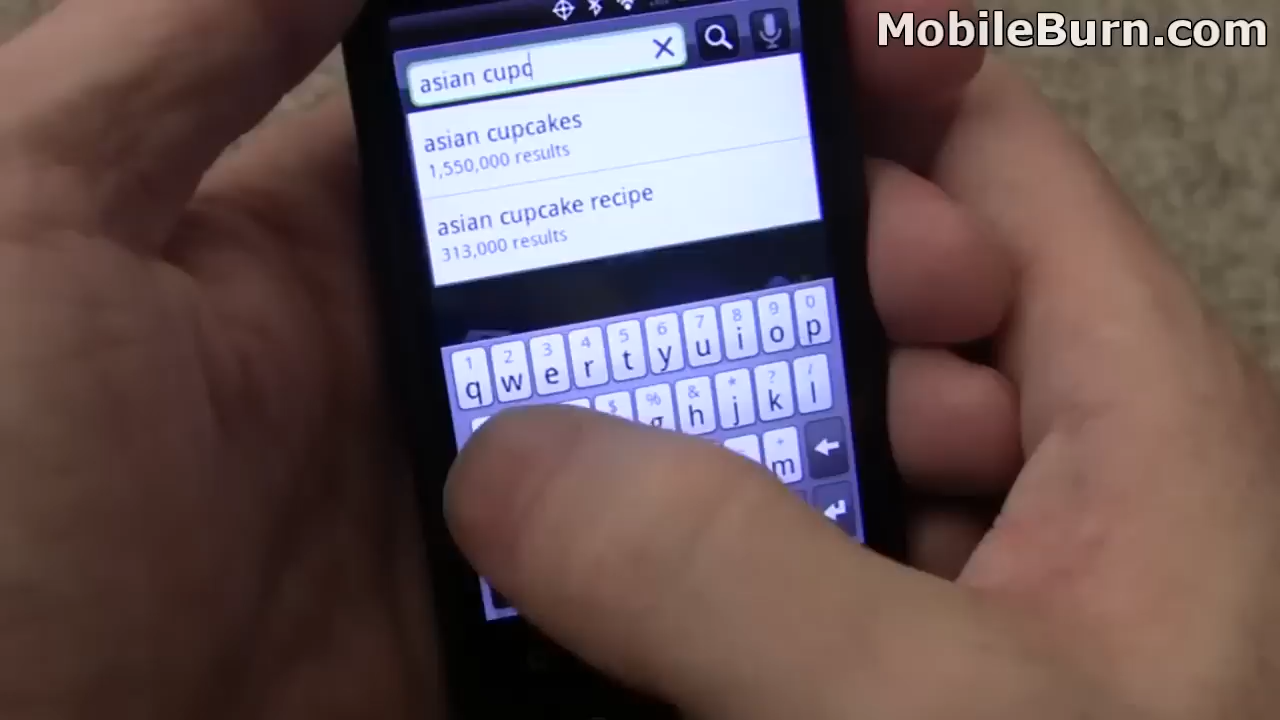 MobileBurn.com
asian cupc
asian cupcakes
1,550,000 results
asian cupcake recipe
313,000 results
1 2 3 4 5 6 7 8 9 0
q w e r t y u i o p
$ % & * ? /
g h j k l
m